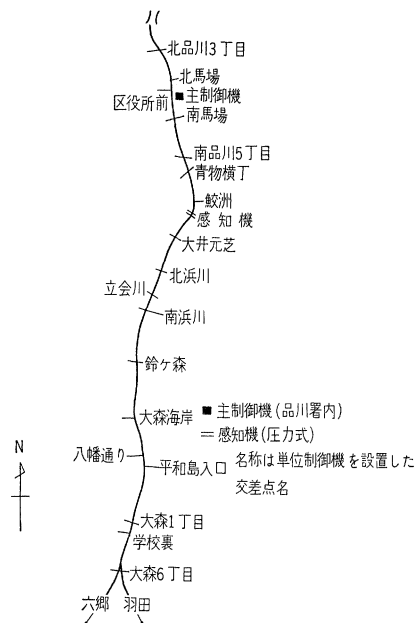 北品川3丁目
北馬場
区役所前
主制御機
南馬場
南品川5丁目
青物横丁
鮫洲
感知機
大井元芝
北浜川
立会川
南浜川
鈴ヶ森
大森海岸
主制御機(品川署内)
感知機(圧力式)
八幡通り
平和島入口
名称は単位制御機を設置した
交差点名
N
大森1丁目
学校裏
大森6丁目
六郷
羽田